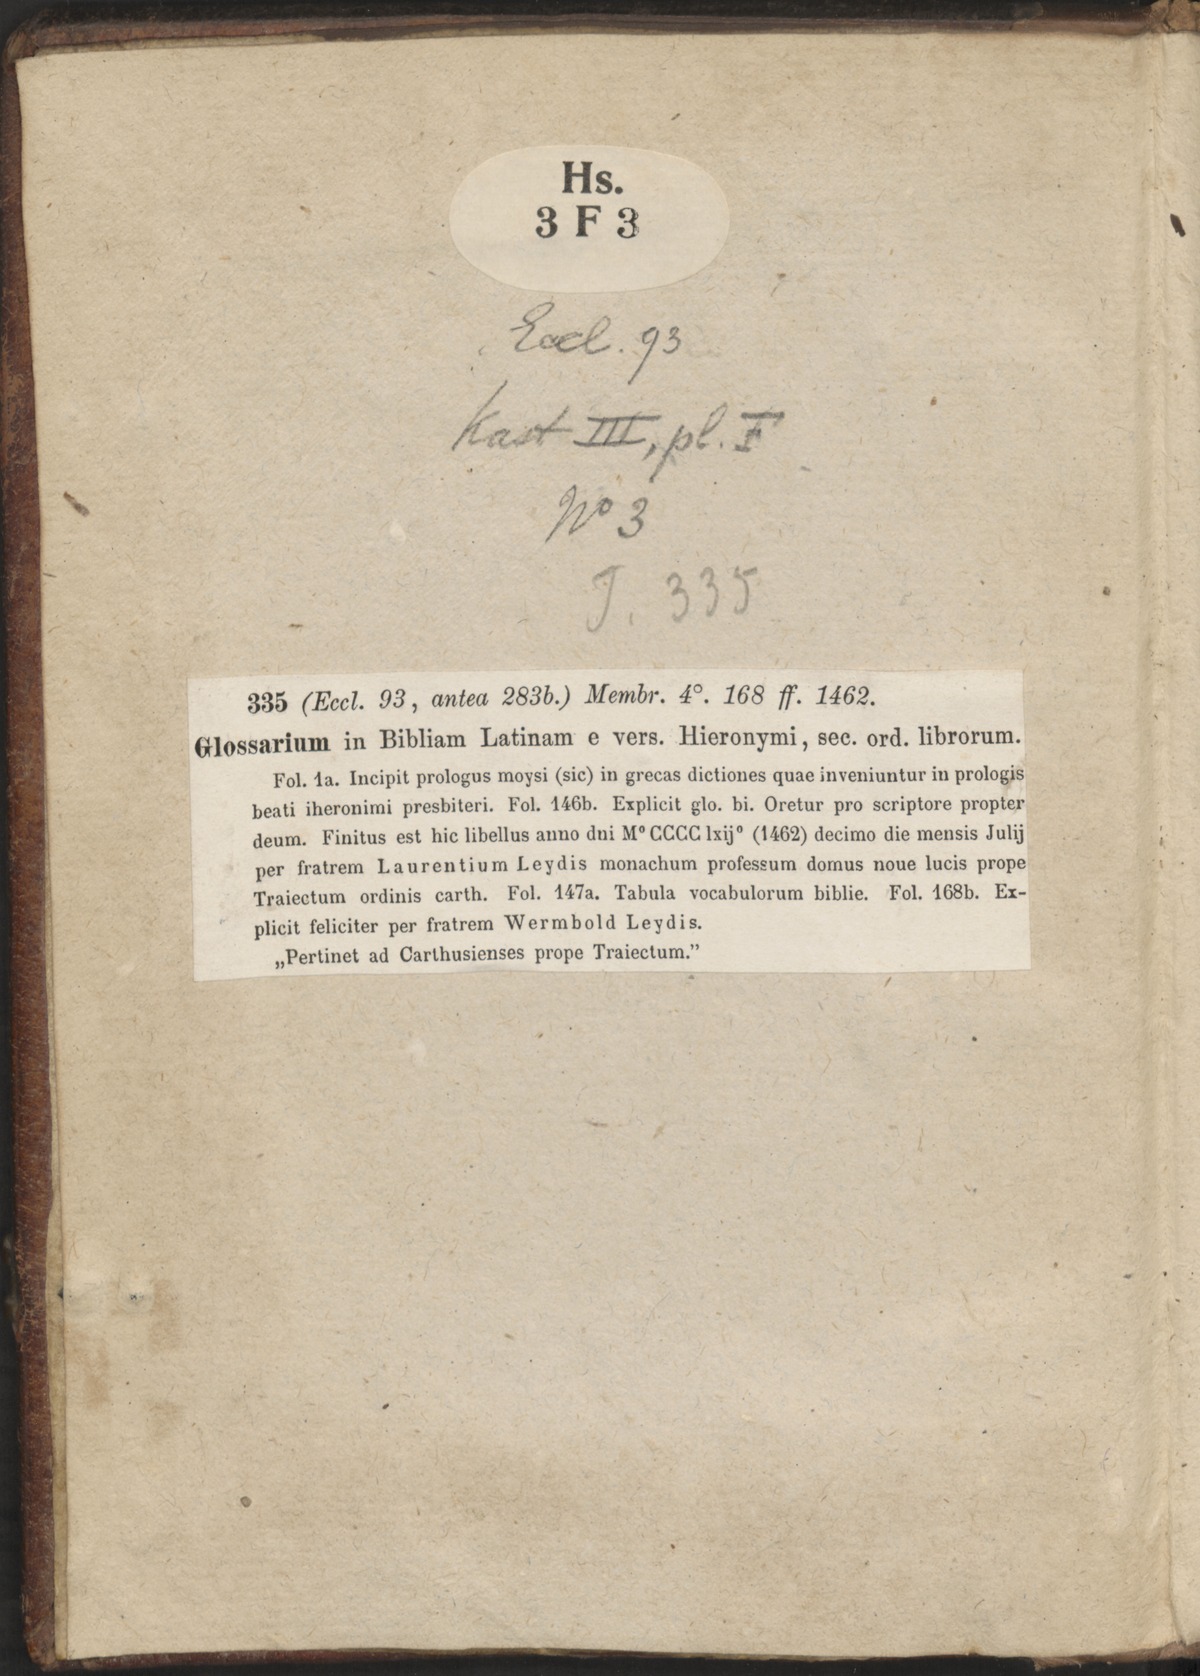 Hs.
3 F 3
Eccl. 93
Kast III, pl. F
No 3
T. 335
335 (Eccl. 93, antea 283b.) Membr. 4°. 168 ff. 1462.
Glossarium in Bibliam Latinam e vers. Hieronymi, sec. ord. librorum.
Fol. 1a. Incipit prologus moysi (sic) in grecas dictiones quae inveniuntur in prologis
beati iheronimi presbiteri. Fol. 146b. Explicit glo. bi. Oretur pro scriptore propter
deum. Finitus est hic libellus anno dni Mº CCCC lxijº (1462) decimo die mensis Julij
per fratrem Laurentium Leydis monachum professum domus noue lucis prope
Traiectum ordinis carth. Fol. 147a. Tabula vocabulorum biblie. Fol. 168b. Ex-
plicit feliciter per fratrem Wermbold Leydis.
„Pertinet ad Carthusienses prope Traiectum.”